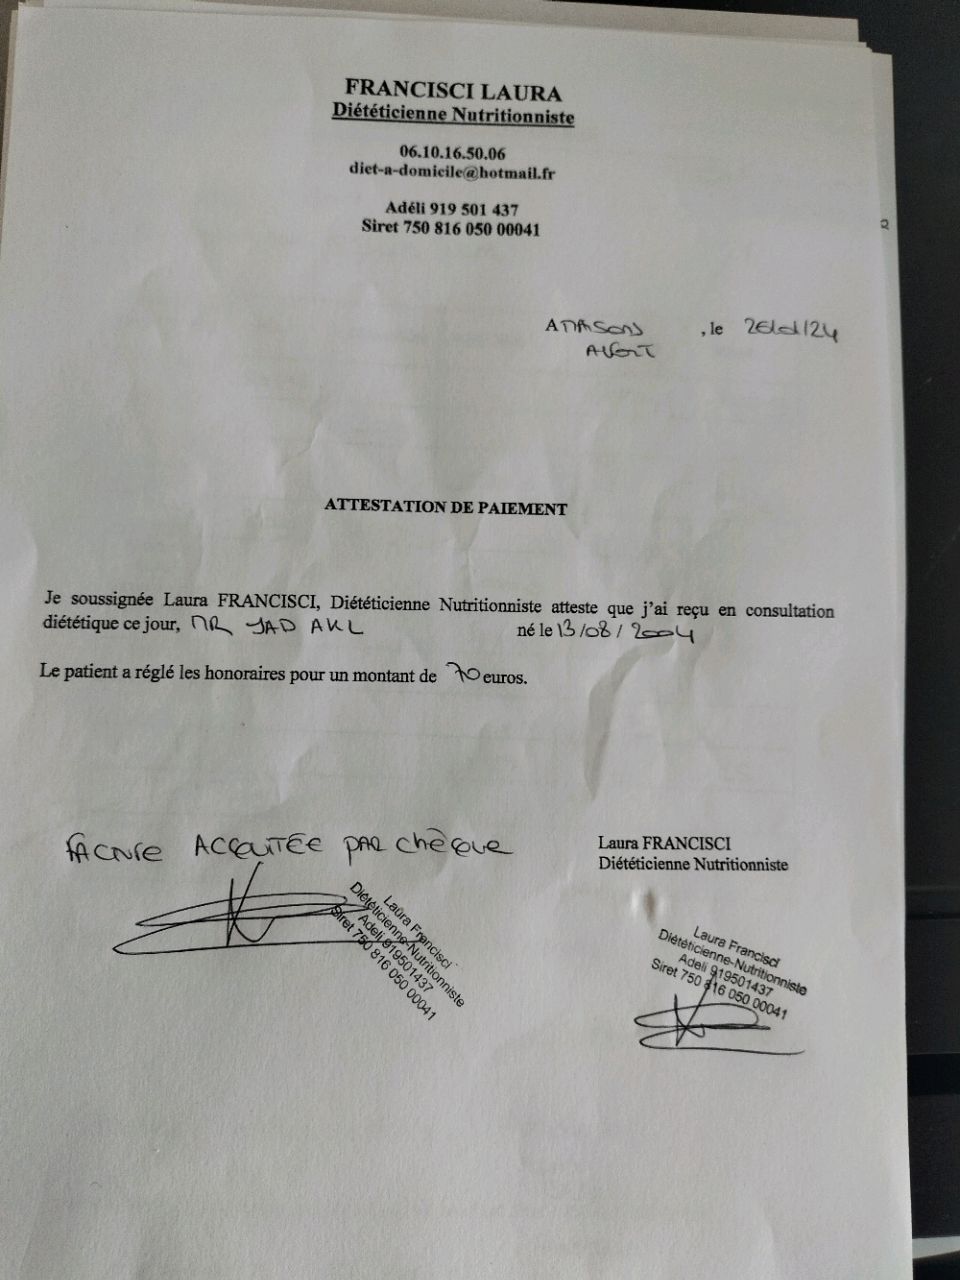 FRANCISCI LAURA
Diététicienne Nutritionniste
06.10.16.50.06
diet-a-domicile@hotmail.fr
Adéli 919 501 437
Siret 750 816 050 00041
A MAISONS , le 26/01/24
ALFORT
ATTESTATION DE PAIEMENT
Je soussignée Laura FRANCISCI, Diététicienne Nutritionniste atteste que j'ai reçu en consultation
diététique ce jour, MR JAD AKL né le 13/08/2004
Le patient a réglé les honoraires pour un montant de 70 euros.
FACTURE ACQUITÉE PAR Chèque
Laura FRANCISCI
Diététicienne Nutritionniste
Laura Francisci
Diététicienne-Nutritionniste
Adeli 919501437
Siret 750 816 050 00041
Laura Francisci
Diététicienne-Nutritionniste
Adeli 919501437
Siret 750 816 050 00041